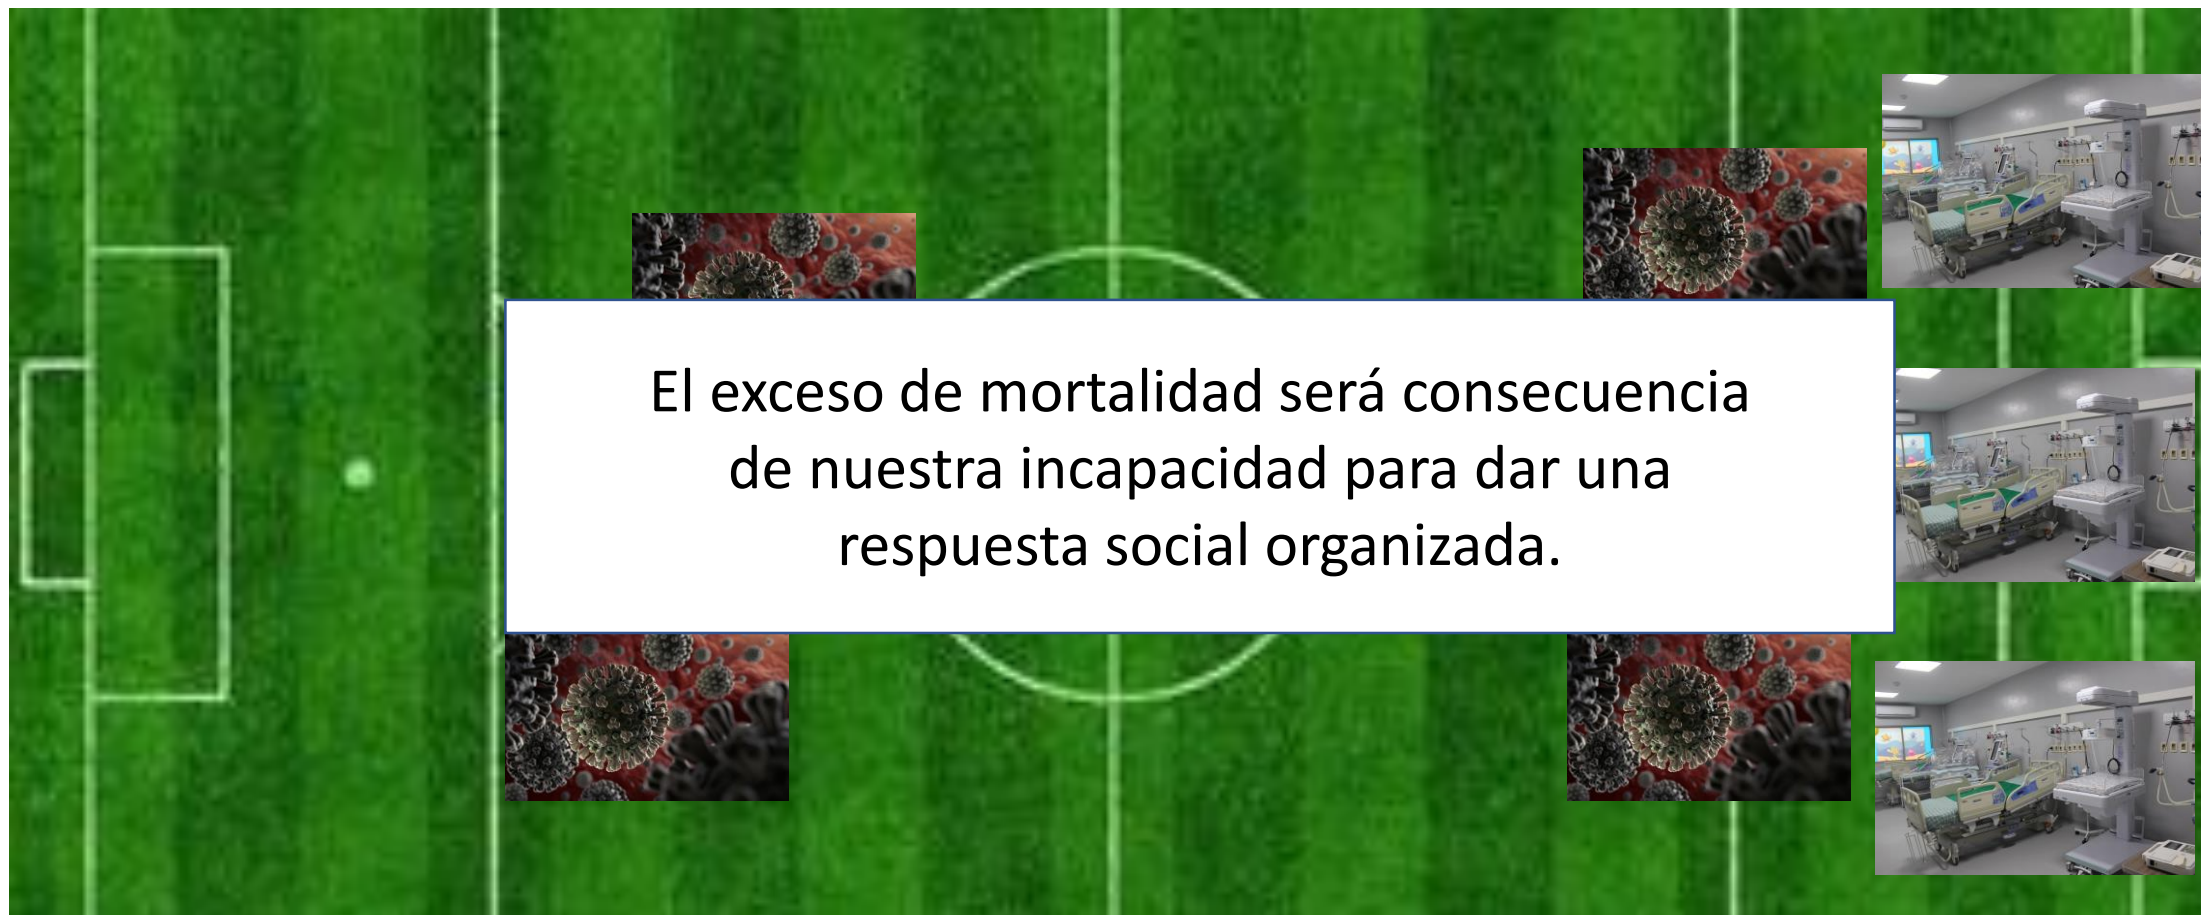 El exceso de mortalidad será consecuencia
de nuestra incapacidad para dar una
respuesta social organizada.